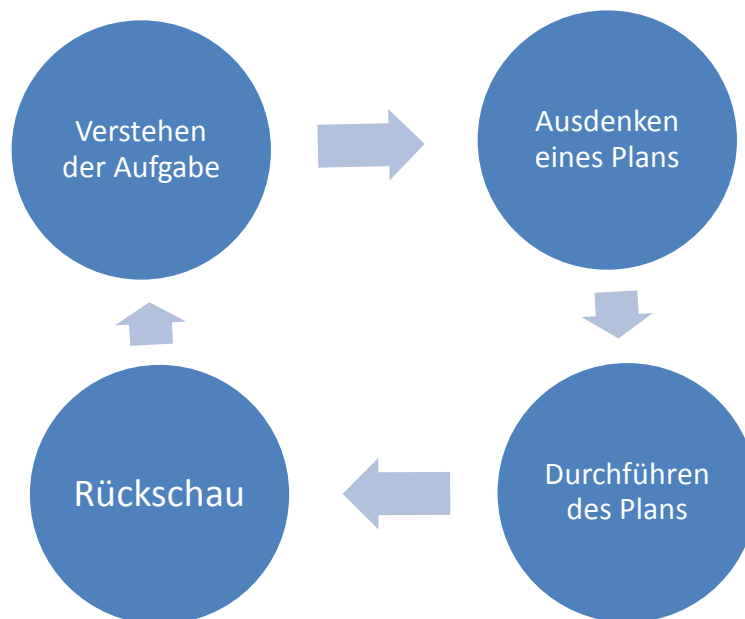 Verstehen
der Aufgabe
Ausdenken
eines Plans
Durchführen
des Plans
Rückschau